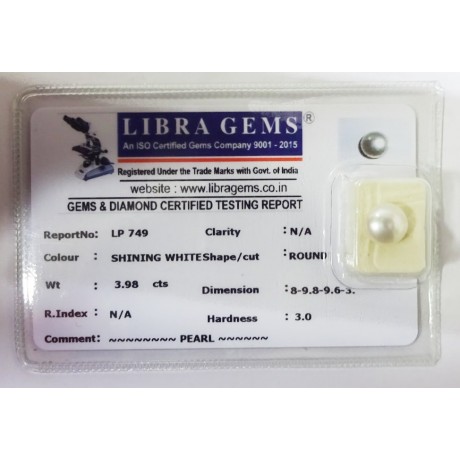 LIBRA GEMS®
An ISO Certified Gems Company 9001 - 2015
Registered Under the Trade Marks with Govt. of India
website : www.libragems.co.in
GEMS & DIAMOND CERTIFIED TESTING REPORT
ReportNo: LP 749 Clarity : N/A
Colour : SHINING WHITE Shape/cut :ROUND
Wt : 3.98 cts Dimension :8-9.8-9.6-3.
R.Index : N/A Hardness : 3.0
Comment: ~~~~~~~~ PEARL ~~~~~~